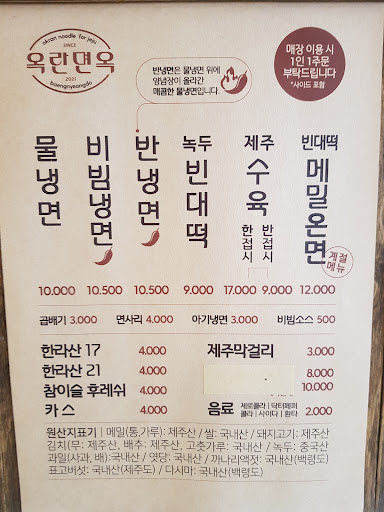 okran noodle for jeju
SINCE
옥란면옥
2021
baengnyeongdo
반냉면은 물냉면 위에
양념장이 올라간
매콤한 물냉면입니다.
매장 이용 시
1인 1주문
부탁드립니다
*사이드 포함
물냉면
비빔냉면
반냉면
녹두
빈대떡
제주
수육
한접시
반접시
빈대떡
메밀온면
계절
메뉴
10.000 10.500 10.500 9.000 17.000 9.000 12.000
곱배기 3.000 면사리 4.000 아기냉면 3.000 비빔소스 500
한라산 17 4.000
한라산 21 4.000
참이슬 후레쉬 4.000
카 스 4.000
제주막걸리 3.000
8.000
10.000
음료 제로콜라 | 닥터페퍼
콜라 | 사이다 | 환타 2.000
원산지표기 | 메밀(통,가루): 제주산 / 쌀: 국내산 / 돼지고기: 제주산
김치(무: 제주산, 배추: 제주산, 고춧가루: 국내산 / 녹두: 중국산
과일(사과, 배):국내산 / 엿당: 국내산 / 까나리액젓: 국내산(백령도)
표고버섯: 국내산(제주도) / 다시마: 국내산(백령도)